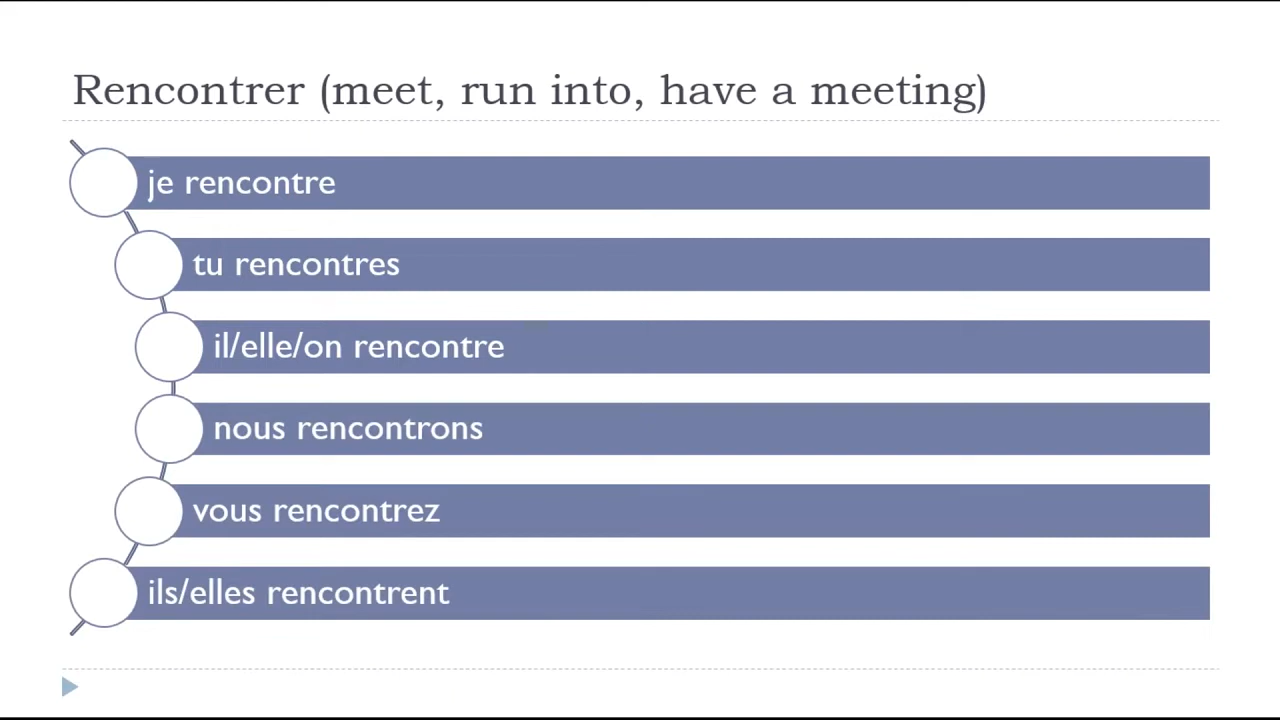 Rencontrer (meet, run into, have a meeting)
je rencontre
tu rencontres
il/elle/on rencontre
nous rencontrons
vous rencontrez
ils/elles rencontrent